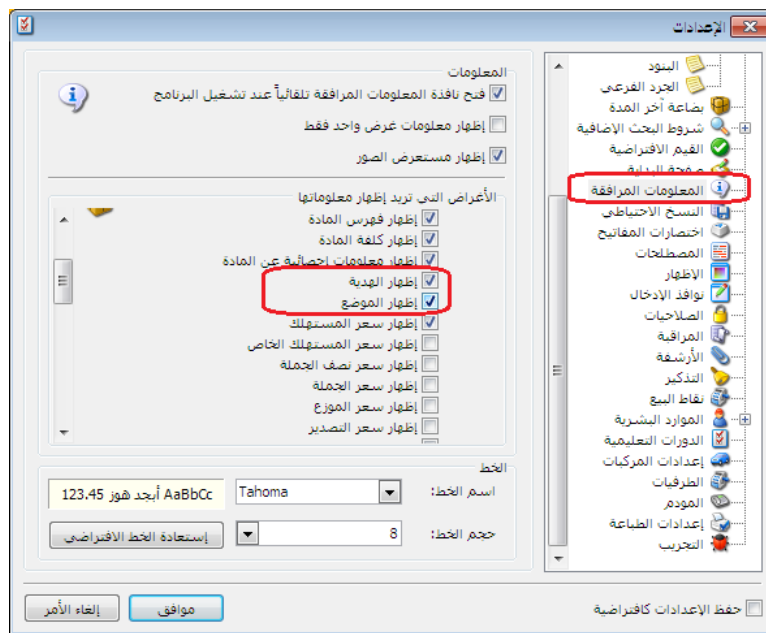 الإعدادات
البنود
الجرد الفرعي
بضاعة آخر المدة
شروط البحث الإضافية
القيم الافتراضية
صفحة البداية
المعلومات المرافقة
النسخ الاحتياطي
اختصارات المفاتيح
المصطلحات
الإظهار
نوافذ الإدخال
الصلاحيات
المراقبة
الأرشفة
التذكير
نقاط البيع
الموارد البشرية
الدورات التعليمية
إعدادات المركبات
الطرفيات
المودم
إعدادات الطباعة
التجريب
المعلومات
فتح نافذة المعلومات المرافقة تلقائياً عند تشغيل البرنامج
إظهار معلومات غرض واحد فقط
إظهار مستعرض الصور
الأغراض التي تريد إظهار معلوماتها
إظهار فهرس المادة
إظهار كلفة المادة
إظهار معلومات إحصائية عن المادة
إظهار الهدية
إظهار الموضع
إظهار سعر المستهلك
إظهار سعر المستهلك الخاص
إظهار سعر نصف الجملة
إظهار سعر الجملة
إظهار سعر الموزع
إظهار سعر التصدير
الخط
اسم الخط: Tahoma AaBbCc أبجد هوز 123.45
حجم الخط: 8 إستعادة الخط الافتراضي
حفظ الإعدادات كافتراضية
موافق إلغاء الأمر